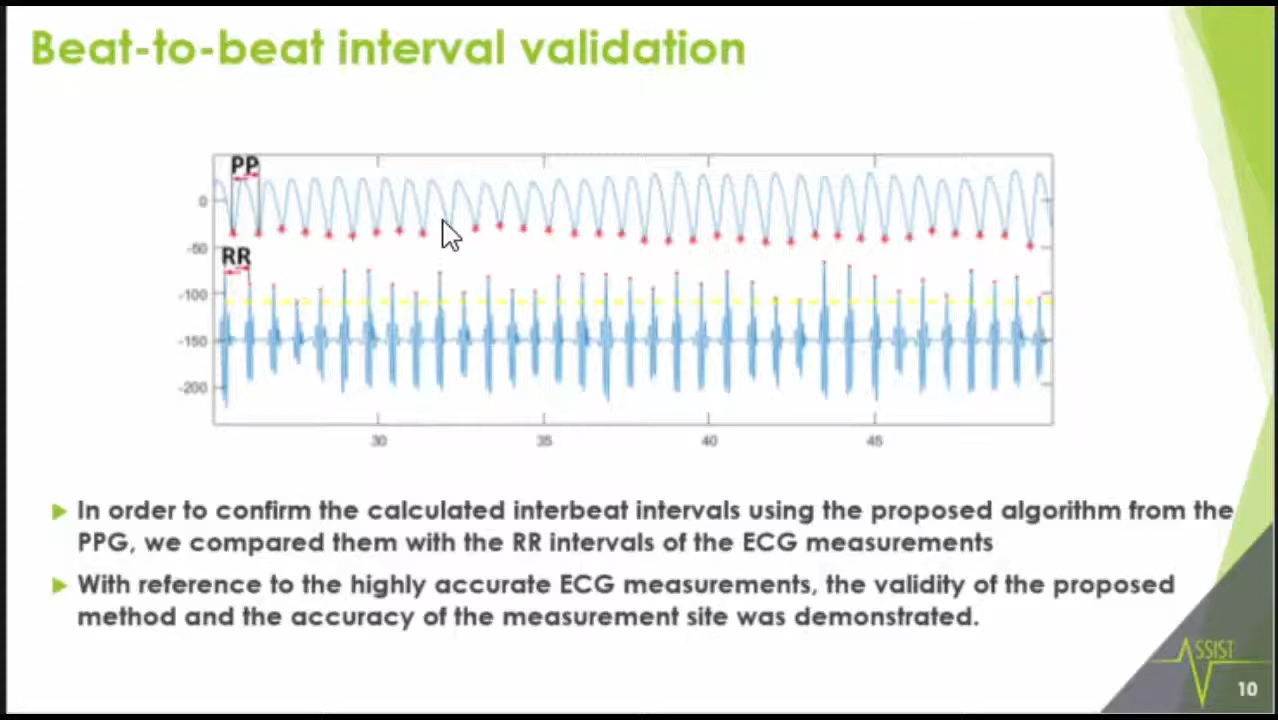 Beat-to-beat interval validation
PP
0
-50
RR
-100
-150
-200
30
35
40
45
In order to confirm the calculated interbeat intervals using the proposed algorithm from the
PPG, we compared them with the RR intervals of the ECG measurements
With reference to the highly accurate ECG measurements, the validity of the proposed
method and the accuracy of the measurement site was demonstrated.
ASSIST
10